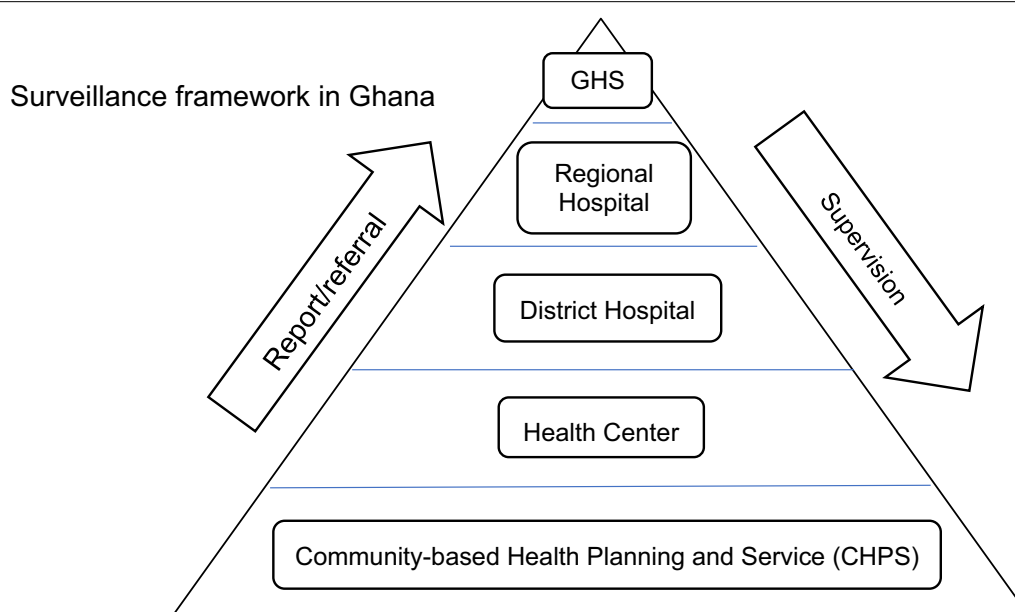 GHS
Surveillance framework in Ghana
Regional
Hospital
Report/referral
Supervision
District Hospital
Health Center
Community-based Health Planning and Service (CHPS)